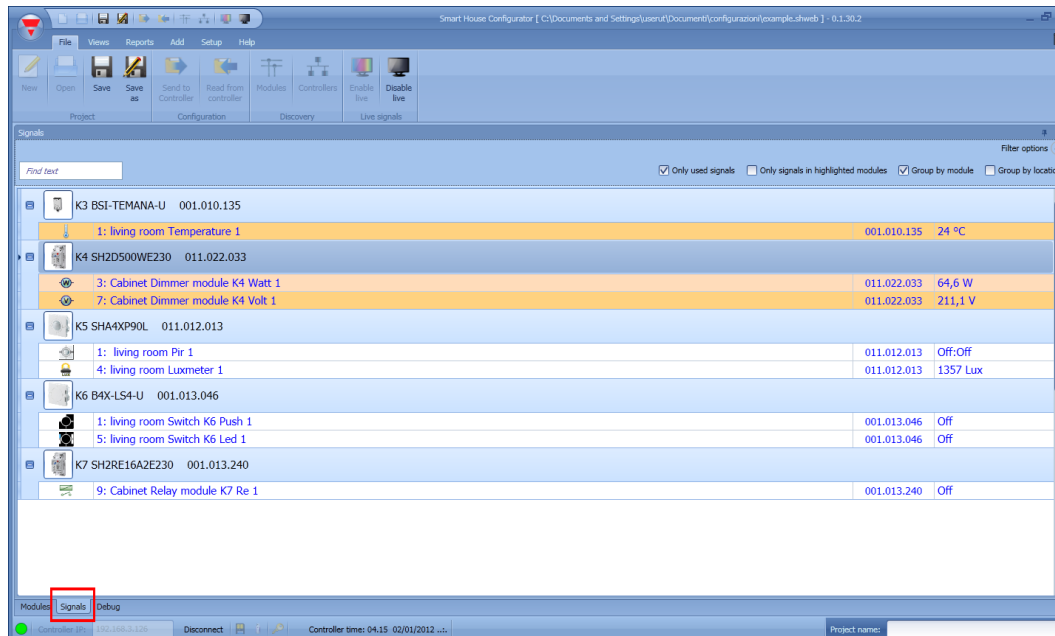 Smart House Configurator [ C:\Documents and Settings\userut\Documenti\configurazioni\example.shweb ] - 0.1.30.2
File Views Reports Add Setup Help
New Open Save Save as Send to Controller Read from controller Modules Controllers Enable live Disable live
Project Configuration Discovery Live signals
Signals
Filter options
Find text Only used signals Only signals in highlighted modules Group by module Group by locatio
K3 BSI-TEMANA-U 001.010.135
1: living room Temperature 1 001.010.135 24 °C
K4 SH2D500WE230 011.022.033
3: Cabinet Dimmer module K4 Watt 1 011.022.033 64,6 W
7: Cabinet Dimmer module K4 Volt 1 011.022.033 211,1 V
K5 SHA4XP90L 011.012.013
1: living room Pir 1 011.012.013 Off:Off
4: living room Luxmeter 1 011.012.013 1357 Lux
K6 B4X-LS4-U 001.013.046
1: living room Switch K6 Push 1 001.013.046 Off
5: living room Switch K6 Led 1 001.013.046 Off
K7 SH2RE16A2E230 001.013.240
9: Cabinet Relay module K7 Re 1 001.013.240 Off
Modules Signals Debug
Controller IP: 192.168.3.126 Disconnect Controller time: 04.15 02/01/2012 ..:. Project name: